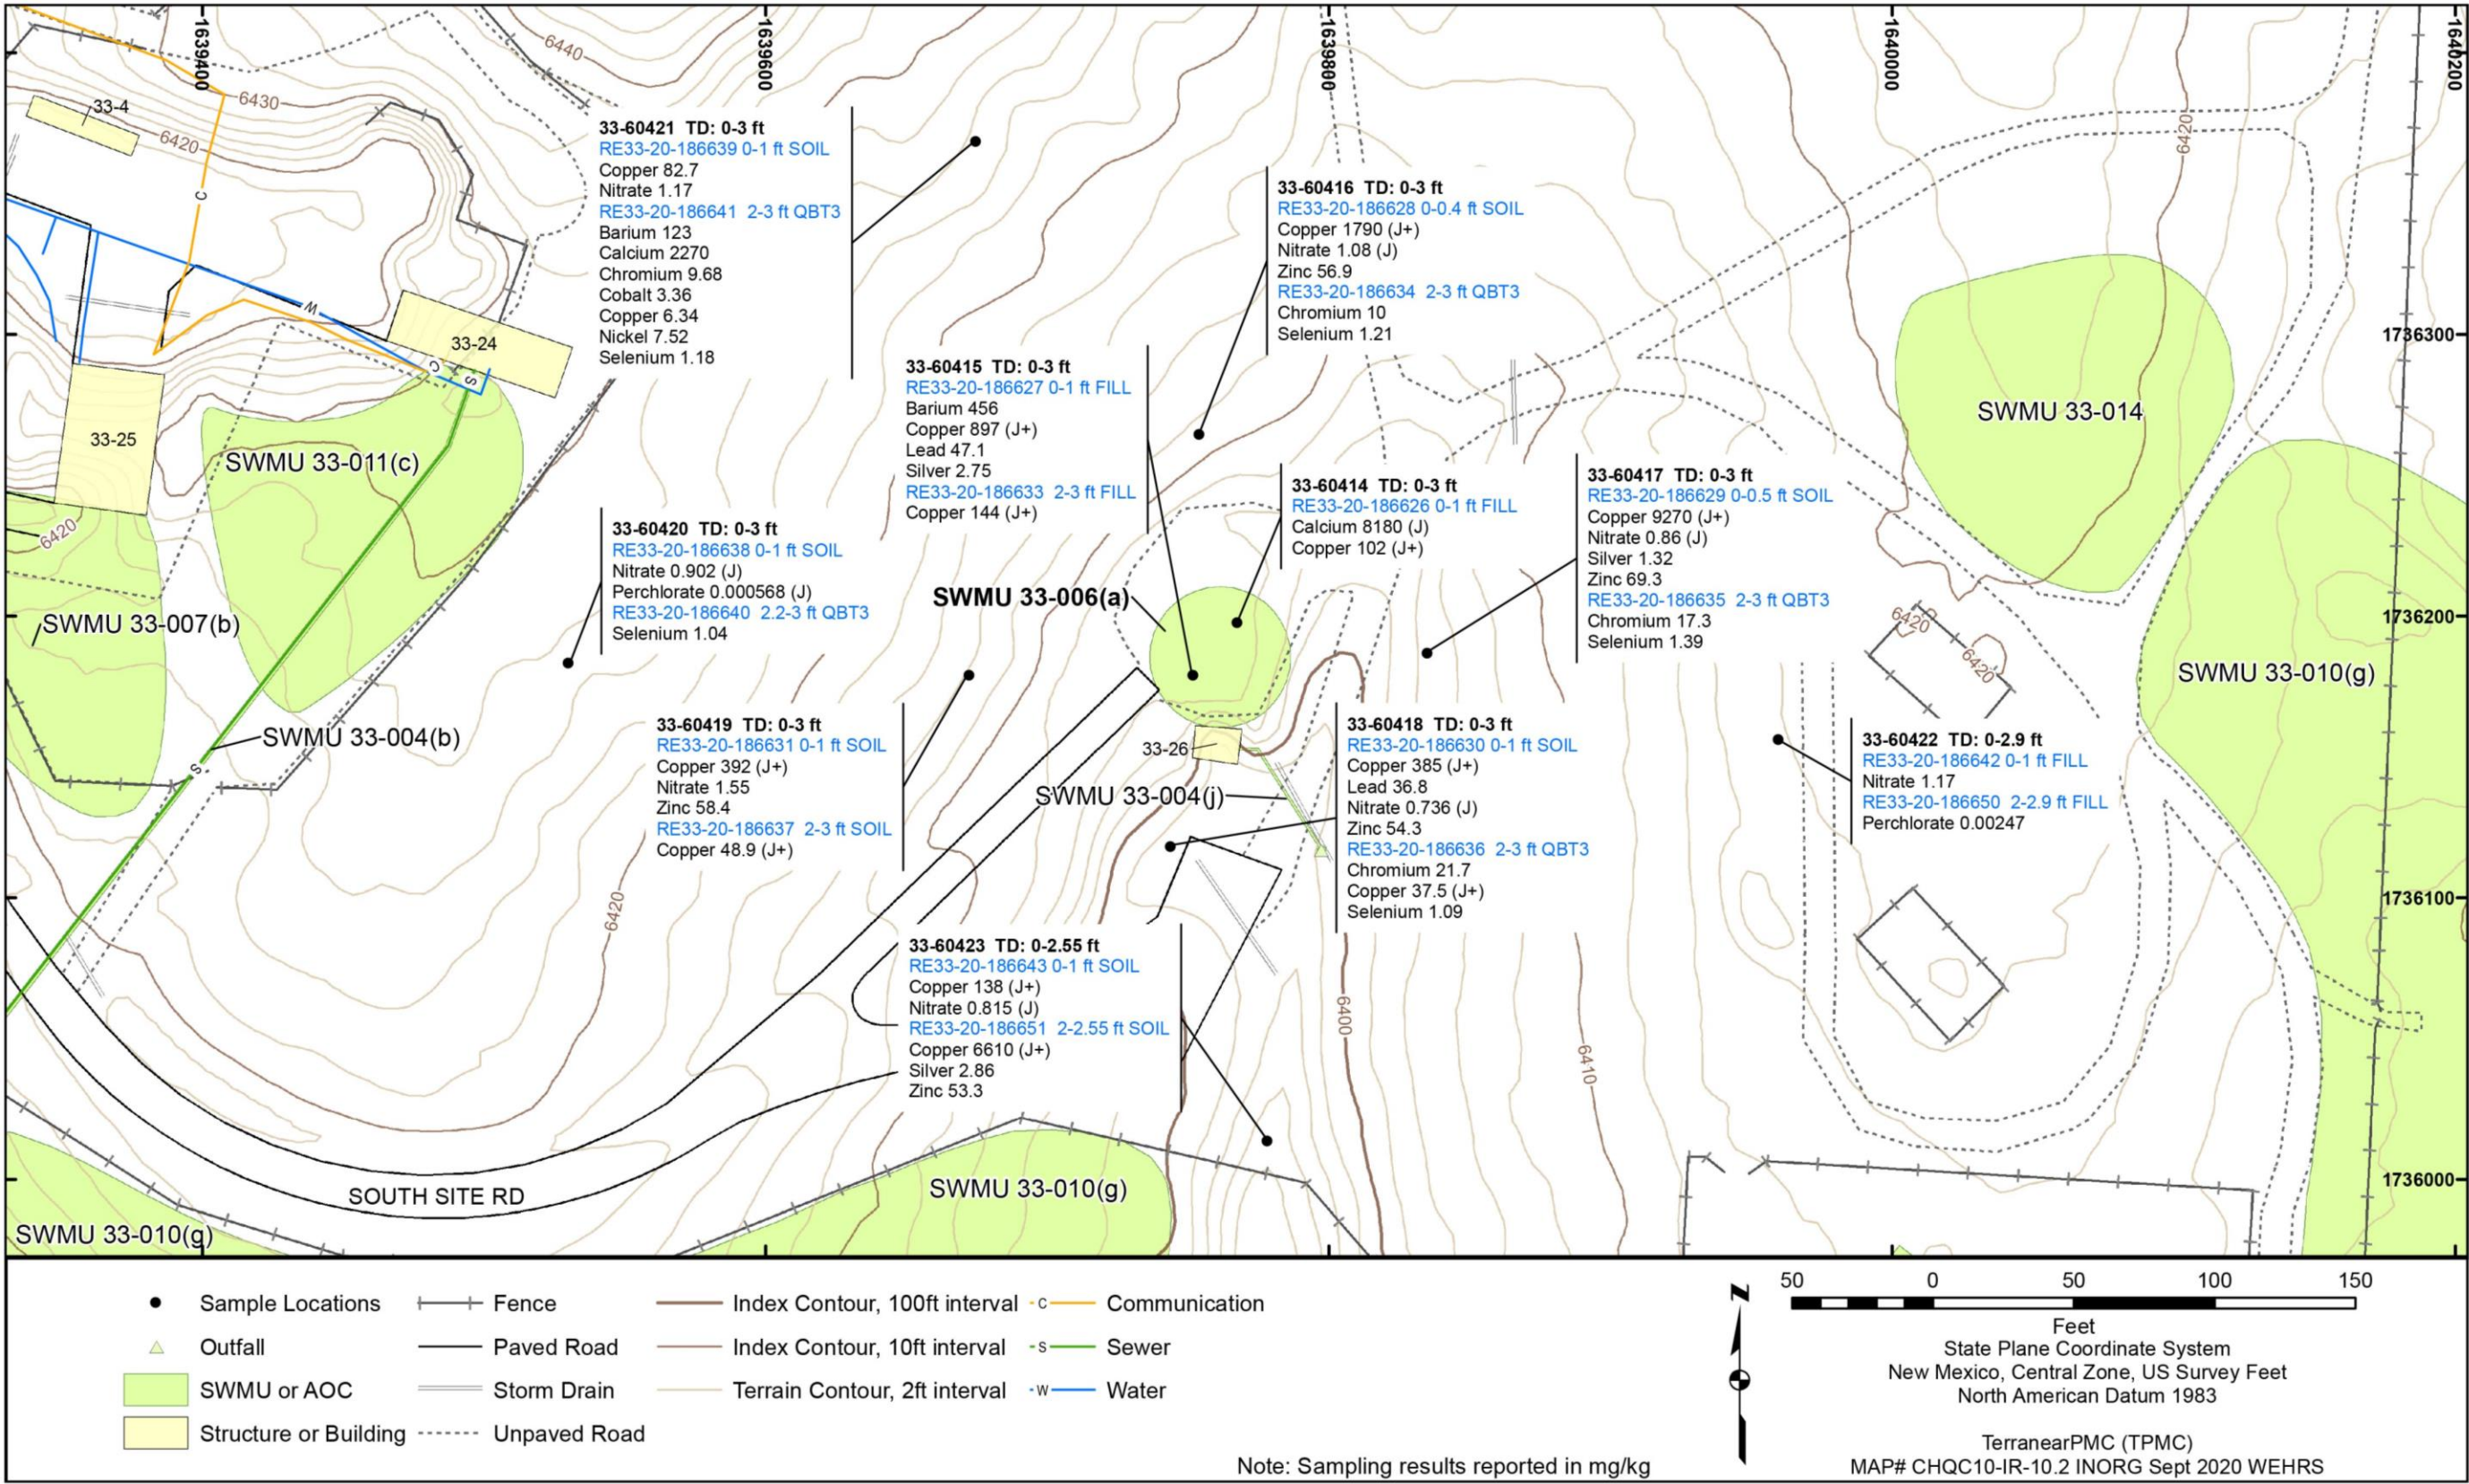 1639400
1639600
1639800
1640000
1640200
6440
6430
6420
33-4
C
W
33-24
C
S
33-25
SWMU 33-011(c)
6420
SWMU 33-007(b)
SWMU 33-004(b)
S
33-60421 TD: 0-3 ft
RE33-20-186639 0-1 ft SOIL
Copper 82.7
Nitrate 1.17
RE33-20-186641 2-3 ft QBT3
Barium 123
Calcium 2270
Chromium 9.68
Cobalt 3.36
Copper 6.34
Nickel 7.52
Selenium 1.18
33-60416 TD: 0-3 ft
RE33-20-186628 0-0.4 ft SOIL
Copper 1790 (J+)
Nitrate 1.08 (J)
Zinc 56.9
RE33-20-186634 2-3 ft QBT3
Chromium 10
Selenium 1.21
6420
1736300
SWMU 33-014
33-60415 TD: 0-3 ft
RE33-20-186627 0-1 ft FILL
Barium 456
Copper 897 (J+)
Lead 47.1
Silver 2.75
RE33-20-186633 2-3 ft FILL
Copper 144 (J+)
33-60414 TD: 0-3 ft
RE33-20-186626 0-1 ft FILL
Calcium 8180 (J)
Copper 102 (J+)
33-60417 TD: 0-3 ft
RE33-20-186629 0-0.5 ft SOIL
Copper 9270 (J+)
Nitrate 0.86 (J)
Silver 1.32
Zinc 69.3
RE33-20-186635 2-3 ft QBT3
Chromium 17.3
Selenium 1.39
33-60420 TD: 0-3 ft
RE33-20-186638 0-1 ft SOIL
Nitrate 0.902 (J)
Perchlorate 0.000568 (J)
RE33-20-186640 2.2-3 ft QBT3
Selenium 1.04
SWMU 33-006(a)
6420
6420
1736200
SWMU 33-010(g)
33-60419 TD: 0-3 ft
RE33-20-186631 0-1 ft SOIL
Copper 392 (J+)
Nitrate 1.55
Zinc 58.4
RE33-20-186637 2-3 ft SOIL
Copper 48.9 (J+)
33-26
SWMU 33-004(j)
33-60418 TD: 0-3 ft
RE33-20-186630 0-1 ft SOIL
Copper 385 (J+)
Lead 36.8
Nitrate 0.736 (J)
Zinc 54.3
RE33-20-186636 2-3 ft QBT3
Chromium 21.7
Copper 37.5 (J+)
Selenium 1.09
33-60422 TD: 0-2.9 ft
RE33-20-186642 0-1 ft FILL
Nitrate 1.17
RE33-20-186650 2-2.9 ft FILL
Perchlorate 0.00247
6420
1736100
33-60423 TD: 0-2.55 ft
RE33-20-186643 0-1 ft SOIL
Copper 138 (J+)
Nitrate 0.815 (J)
RE33-20-186651 2-2.55 ft SOIL
Copper 6610 (J+)
Silver 2.86
Zinc 53.3
6400
6410
1736000
SOUTH SITE RD
SWMU 33-010(g)
SWMU 33-010(g)
Sample Locations
Outfall
SWMU or AOC
Structure or Building
Fence
Paved Road
Storm Drain
Unpaved Road
Index Contour, 100ft interval
Index Contour, 10ft interval
Terrain Contour, 2ft interval
C Communication
S Sewer
W Water
Note: Sampling results reported in mg/kg
N
50 0 50 100 150
Feet
State Plane Coordinate System
New Mexico, Central Zone, US Survey Feet
North American Datum 1983
TerranearPMC (TPMC)
MAP# CHQC10-IR-10.2 INORG Sept 2020 WEHRS